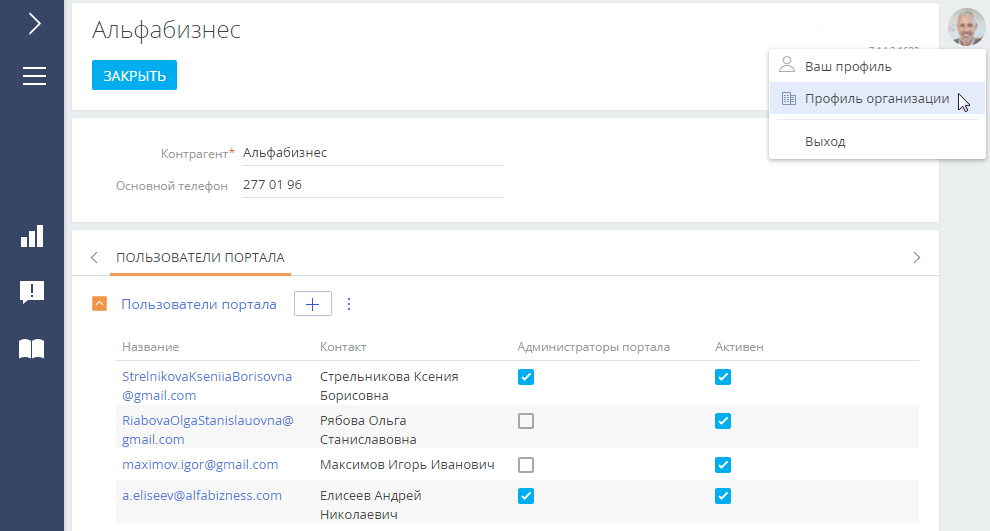 Альфабизнес
ЗАКРЫТЬ
Ваш профиль
Профиль организации
Выход
Контрагент* Альфабизнес
Основной телефон 277 01 96
ПОЛЬЗОВАТЕЛИ ПОРТАЛА
Пользователи портала
Название Контакт Администраторы портала Активен
StrelnikovaKseniiaBorisovna Стрельникова Ксения
@gmail.com Борисовна
RiabovaOlgaStanislauovna@ Рябова Ольга
gmail.com Станиславовна
maximov.igor@gmail.com Максимов Игорь Иванович
a.eliseev@alfabizness.com Елисеев Андрей
Николаевич